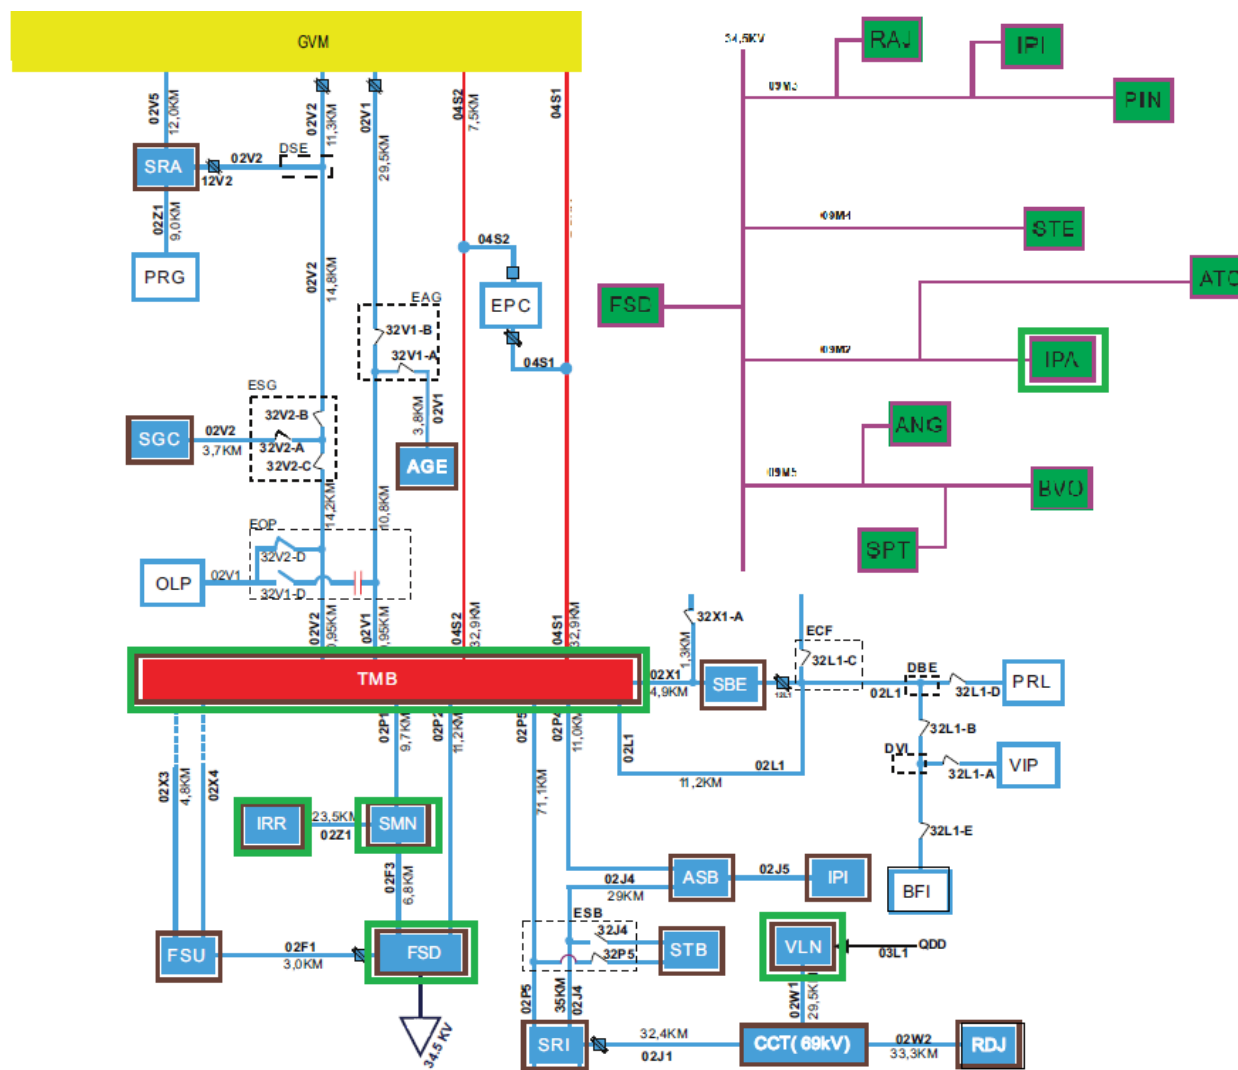 GVM
34,5KV
RAJ
IPI
09M3
PIN
02V5
12,0KM
02V2
11,3KM
02V1
29,5KM
04S2
7,5KM
04S1
DSE
SRA
02V2
12V2
02Z1
9,0KM
PRG
02V2
14,8KM
04S2
EPC
04S1
09M4
STE
ATC
FSD
09M2
IPA
EAG
32V1-B
32V1-A
3,8KM
02V1
AGE
ESG
32V2-B
SGC
02V2
3,7KM
32V2-A
32V2-C
ANG
09M5
BVO
SPT
14,2KM
10,8KM
EOP
32V2-D
OLP
02V1
32V1-D
02V2
0,95KM
02V1
0,95KM
04S2
32,9KM
04S1
32,9KM
32X1-A
1,3KM
ECF
32L1-C
TMB
02X1
4,9KM
SBE
12L1
02L1
DBE
32L1-D
PRL
32L1-B
DVI
32L1-A
VIP
02L1
02L1
11,2KM
32L1-E
BFI
02X3
4,8KM
02X4
02P1
9,7KM
02P2
11,2KM
02P5
71,1KM
02P4
11,0KM
IRR
23,5KM
02Z1
SMN
02F3
6,8KM
ASB
02J5
IPI
02J4
29KM
ESB
32J4
32P5
STB
VLN
QDD
03L1
FSU
02F1
3,0KM
FSD
34.5 KV
02P5
35KM
02J4
02W1
29,5KM
SRI
32,4KM
02J1
CCT( 69kV)
02W2
33,3KM
RDJ